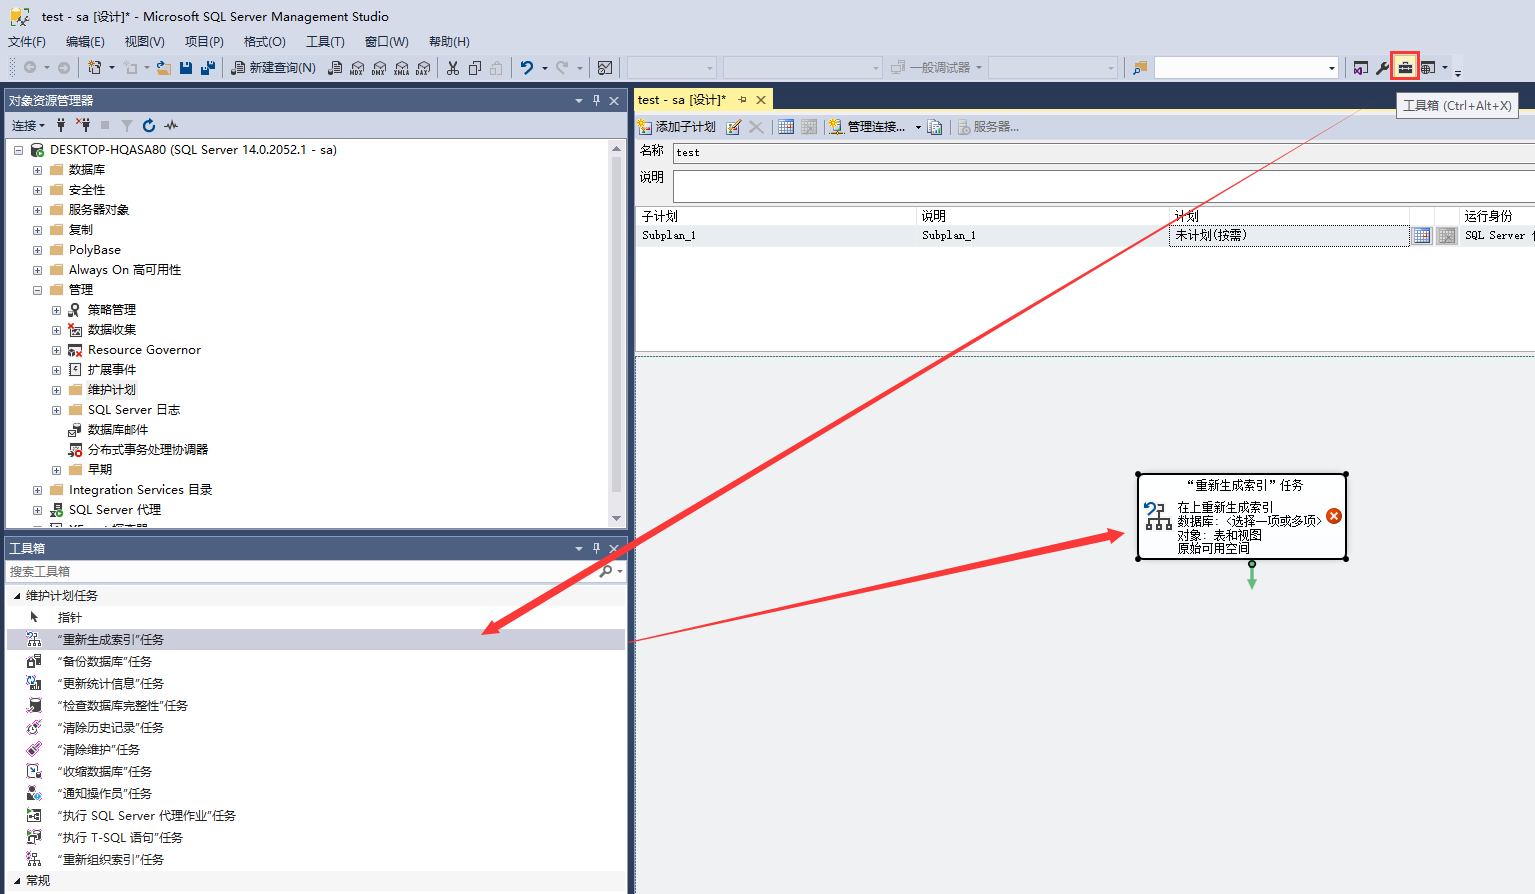 test - sa [设计]* - Microsoft SQL Server Management Studio
文件(F) 编辑(E) 视图(V) 项目(P) 格式(O) 工具(T) 窗口(W) 帮助(H)
新建查询(N) MDX DMX XMLA DAX 一般调试器
对象资源管理器
连接
DESKTOP-HQASA80 (SQL Server 14.0.2052.1 - sa)
数据库
安全性
服务器对象
复制
PolyBase
Always On 高可用性
管理
策略管理
数据收集
Resource Governor
扩展事件
维护计划
SQL Server 日志
数据库邮件
分布式事务处理协调器
早期
Integration Services 目录
SQL Server 代理
工具箱
搜索工具箱
维护计划任务
指针
“重新生成索引”任务
“备份数据库”任务
“更新统计信息”任务
“检查数据库完整性”任务
“清除历史记录”任务
“清除维护”任务
“收缩数据库”任务
“通知操作员”任务
“执行 SQL Server 代理作业”任务
“执行 T-SQL 语句”任务
“重新组织索引”任务
常规
test - sa [设计]*
工具箱 (Ctrl+Alt+X)
添加子计划 管理连接... 服务器...
名称 test
说明
子计划 说明 计划 运行身份
Subplan_1 Subplan_1 未计划(按需) SQL Server
“重新生成索引”任务
在上重新生成索引
数据库: <选择一项或多项>
对象: 表和视图
原始可用空间